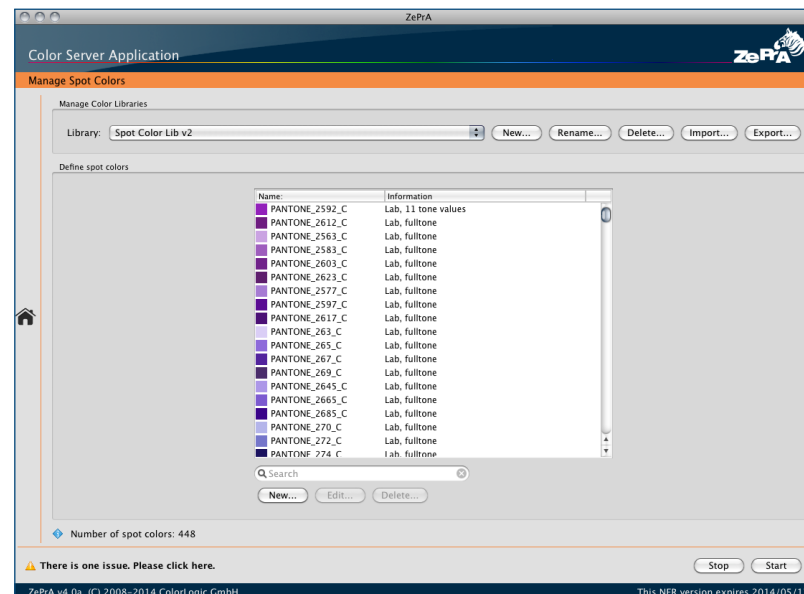 ZePrA
Color Server Application
ZePrA
Manage Spot Colors
Manage Color Libraries
Library: Spot Color Lib v2 New... Rename... Delete... Import... Export...
Define spot colors
Name: Information
PANTONE_2592_C Lab, 11 tone values
PANTONE_2612_C Lab, fulltone
PANTONE_2563_C Lab, fulltone
PANTONE_2583_C Lab, fulltone
PANTONE_2603_C Lab, fulltone
PANTONE_2623_C Lab, fulltone
PANTONE_2577_C Lab, fulltone
PANTONE_2597_C Lab, fulltone
PANTONE_2617_C Lab, fulltone
PANTONE_263_C Lab, fulltone
PANTONE_265_C Lab, fulltone
PANTONE_267_C Lab, fulltone
PANTONE_269_C Lab, fulltone
PANTONE_2645_C Lab, fulltone
PANTONE_2665_C Lab, fulltone
PANTONE_2685_C Lab, fulltone
PANTONE_270_C Lab, fulltone
PANTONE_272_C Lab, fulltone
PANTONE_274_C Lab, fulltone
Search
New... Edit... Delete...
Number of spot colors: 448
There is one issue. Please click here. Stop Start
ZePrA v4.0a, (C) 2008-2014 ColorLogic GmbH This NFR version expires 2014/05/1